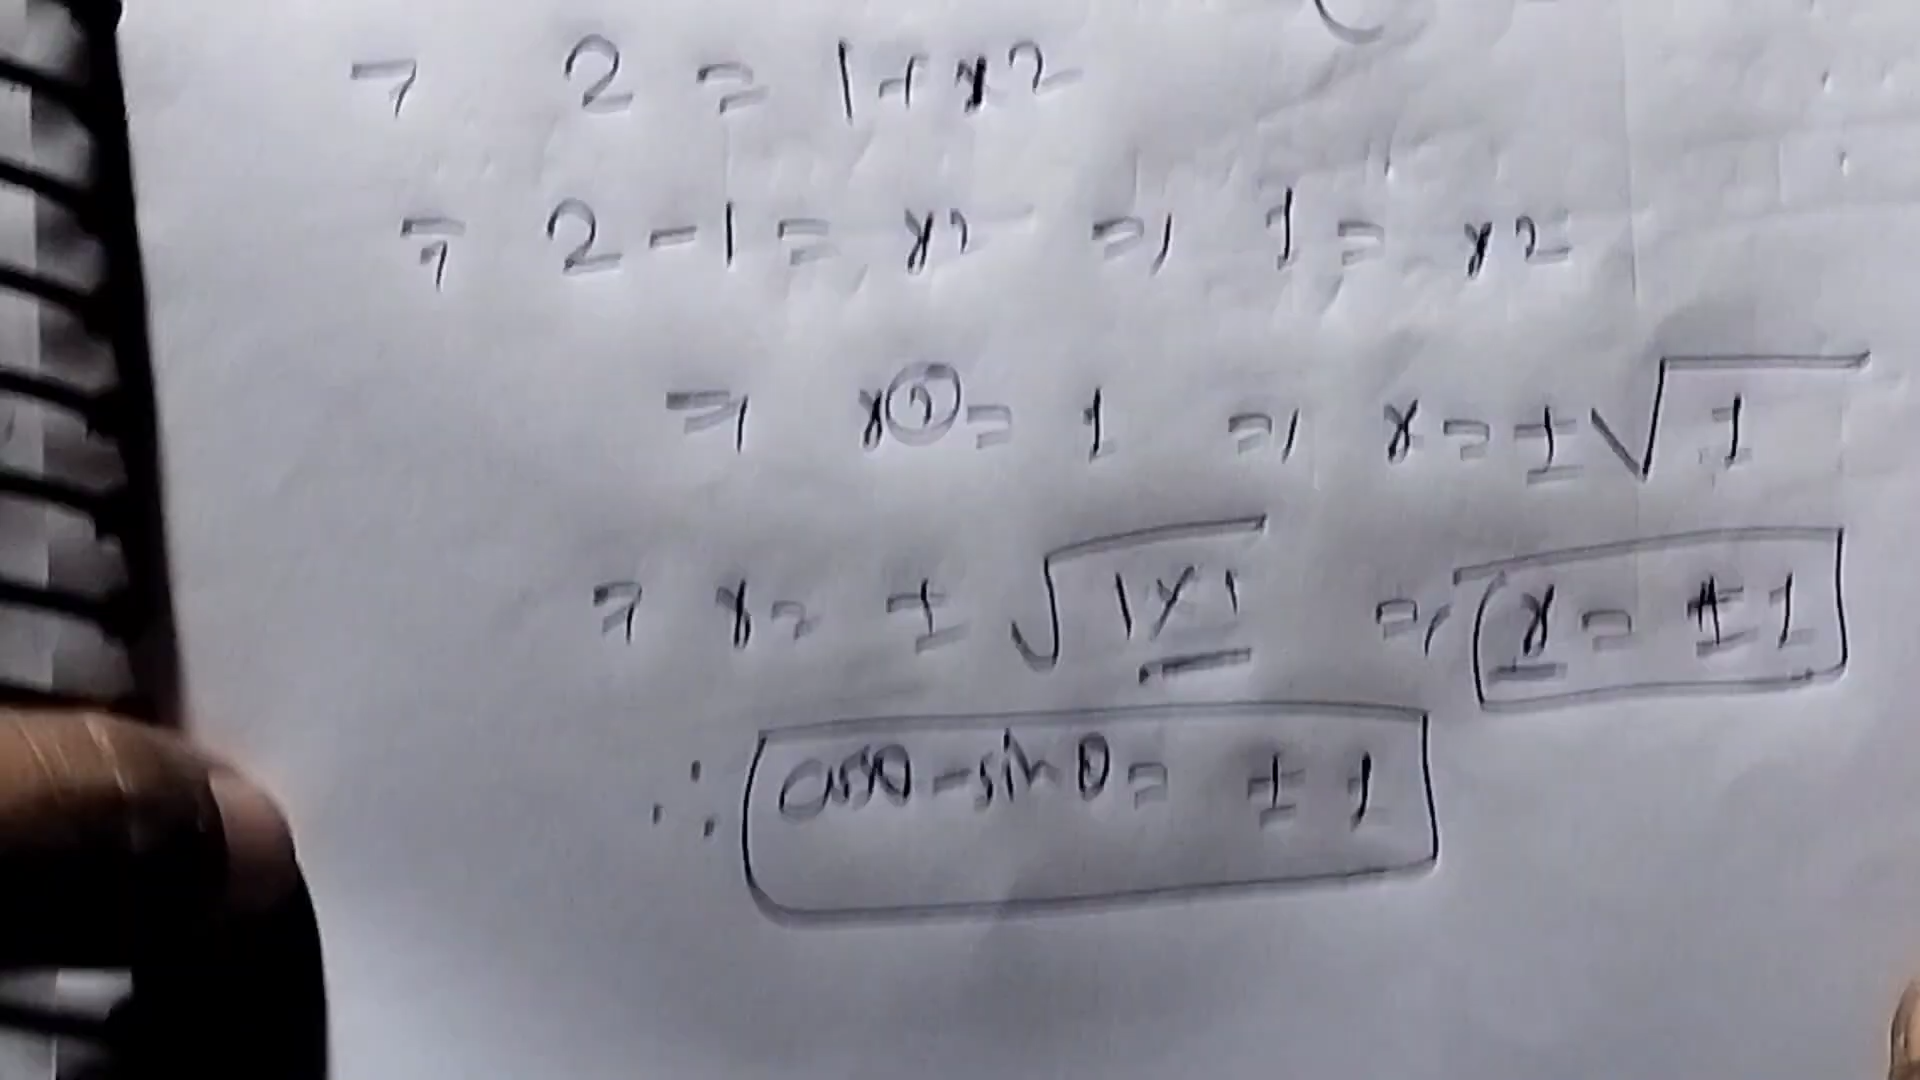 ⇒ 2 = 1 + x2
⇒ 2 - 1 = x2 ⇒ 1 = x2
⇒ x2 = 1 ⇒ x = ± √1
⇒ x = ± √1×1 ⇒ x = ± 1
∴ cosθ - sinθ = ± 1